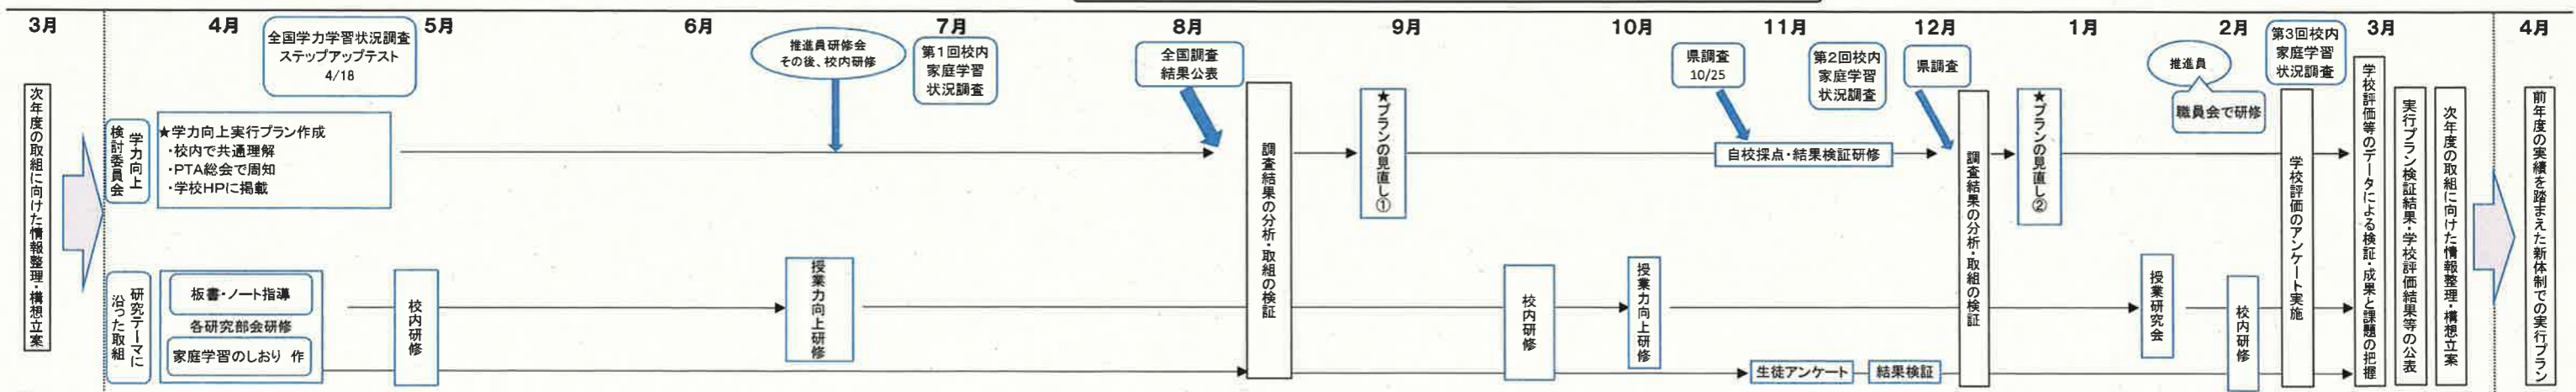 3月
4月
5月
6月
7月
8月
9月
10月
11月
12月
1月
2月
3月
4月
次年度の取組に向けた情報整理・構想立案
学力向上
検討委員会
全国学力学習状況調査
ステップアップテスト
4/18
★学力向上実行プラン作成
・校内で共通理解
・PTA総会で周知
・学校HPに掲載
推進員研修会
その後、校内研修
第1回校内
家庭学習
状況調査
全国調査
結果公表
調査結果の分析・取組の検証
★プランの見直し①
県調査
10/25
自校採点・結果検証研修
第2回校内
家庭学習
状況調査
県調査
調査結果の分析・取組の検証
★プランの見直し②
推進員
職員会で研修
第3回校内
家庭学習
状況調査
学校評価のアンケート実施
学校評価等のデータによる検証・成果と課題の把握
実行プラン検証結果・学校評価結果等の公表
次年度の取組に向けた情報整理・構想立案
前年度の実績を踏まえた新体制での実行プラン
研究テーマに
沿った取組
板書・ノート指導
各研究部会研修
家庭学習のしおり 作
校内研修
授業力向上研修
校内研修
授業力向上研修
生徒アンケート
結果検証
授業研究会
校内研修